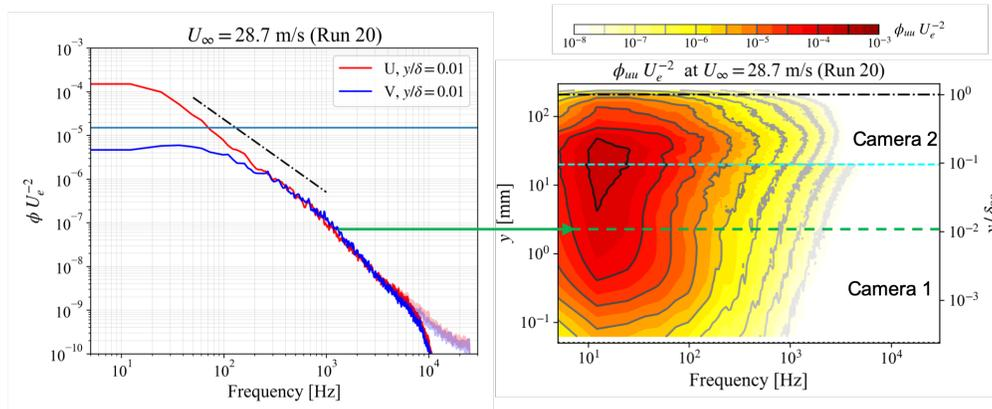 U∞ = 28.7 m/s (Run 20)
U, y/δ = 0.01
V, y/δ = 0.01
10⁻³
10⁻⁴
10⁻⁵
10⁻⁶
10⁻⁷
10⁻⁸
10⁻⁹
10⁻¹⁰
ϕ Uₑ⁻²
10¹
10²
10³
10⁴
Frequency [Hz]
10⁻⁸
10⁻⁷
10⁻⁶
10⁻⁵
10⁻⁴
10⁻³
ϕᵤᵤ Uₑ⁻²
ϕᵤᵤ Uₑ⁻² at U∞ = 28.7 m/s (Run 20)
10²
10¹
10⁰
10⁻¹
y [mm]
Camera 2
Camera 1
10⁰
10⁻¹
10⁻²
10⁻³
10¹
10²
10³
10⁴
Frequency [Hz]